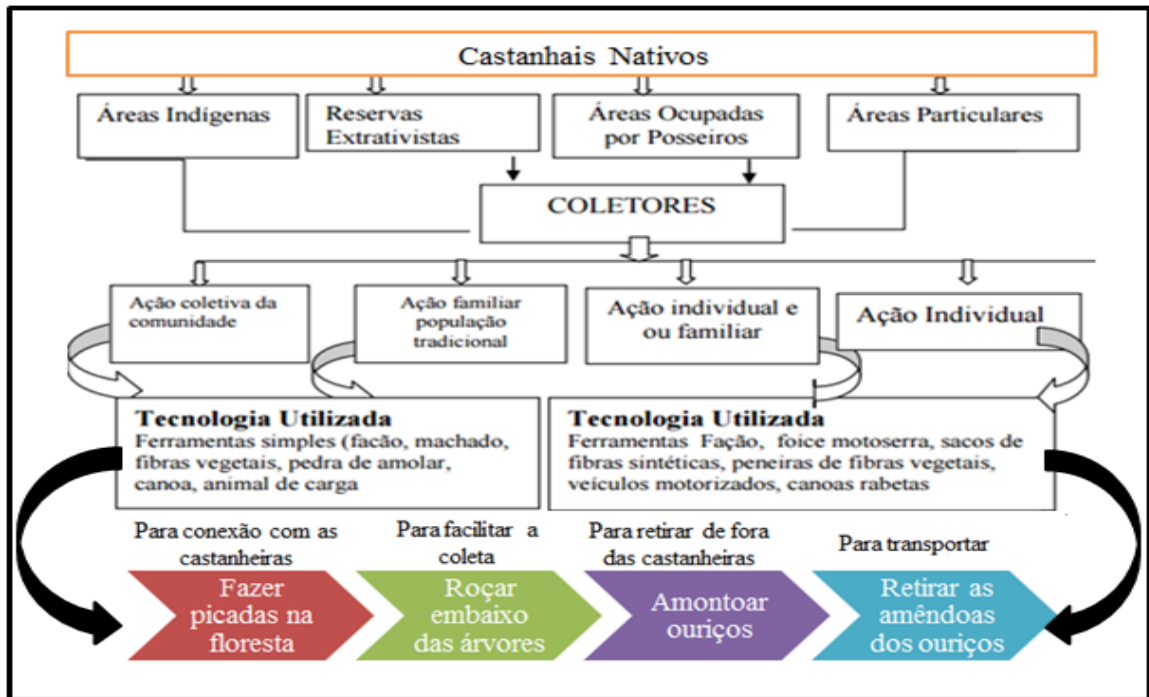 Castanhais Nativos
Áreas Indígenas
Reservas
Extrativistas
Áreas Ocupadas
por Posseiros
Áreas Particulares
COLETORES
Ação coletiva da
comunidade
Ação familiar
população
tradicional
Ação individual e
ou familiar
Ação Individual
Tecnologia Utilizada
Ferramentas simples (facão, machado,
fibras vegetais, pedra de amolar,
canoa, animal de carga
Tecnologia Utilizada
Ferramentas Fação, foice motoserra, sacos de
fibras sintéticas, peneiras de fibras vegetais,
veículos motorizados, canoas rabetas
Para conexão com as
castanheiras
Para facilitar a
coleta
Para retirar de fora
das castanheiras
Para transportar
Fazer
picadas na
floresta
Roçar
embaixo
das árvores
Amontoar
ouriços
Retirar as
amêndoas
dos ouriços